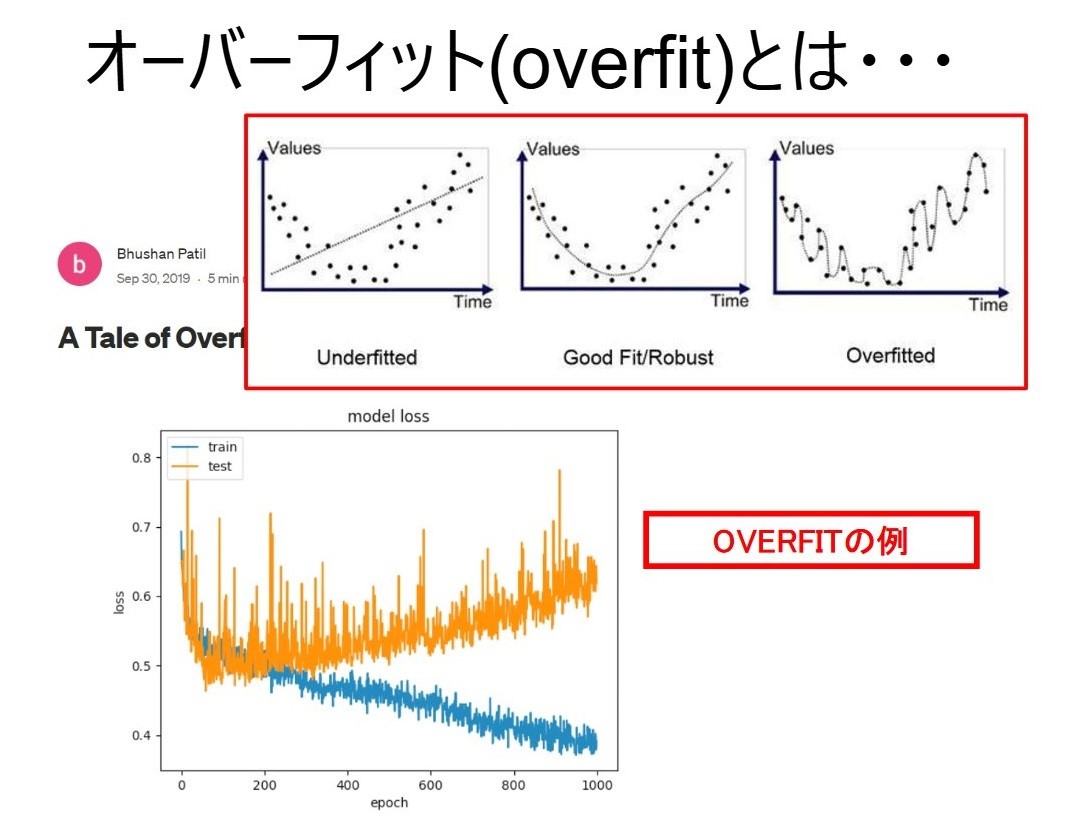 オーバーフィット(overfit)とは・・・
Values
Values
Values
Time
Time
Time
Underfitted
Good Fit/Robust
Overfitted
b
Bhushan Patil
Sep 30, 2019 · 5 min
A Tale of Overf
model loss
train
test
0.8
0.7
0.6
0.5
0.4
loss
0
200
400
600
800
1000
epoch
OVERFITの例